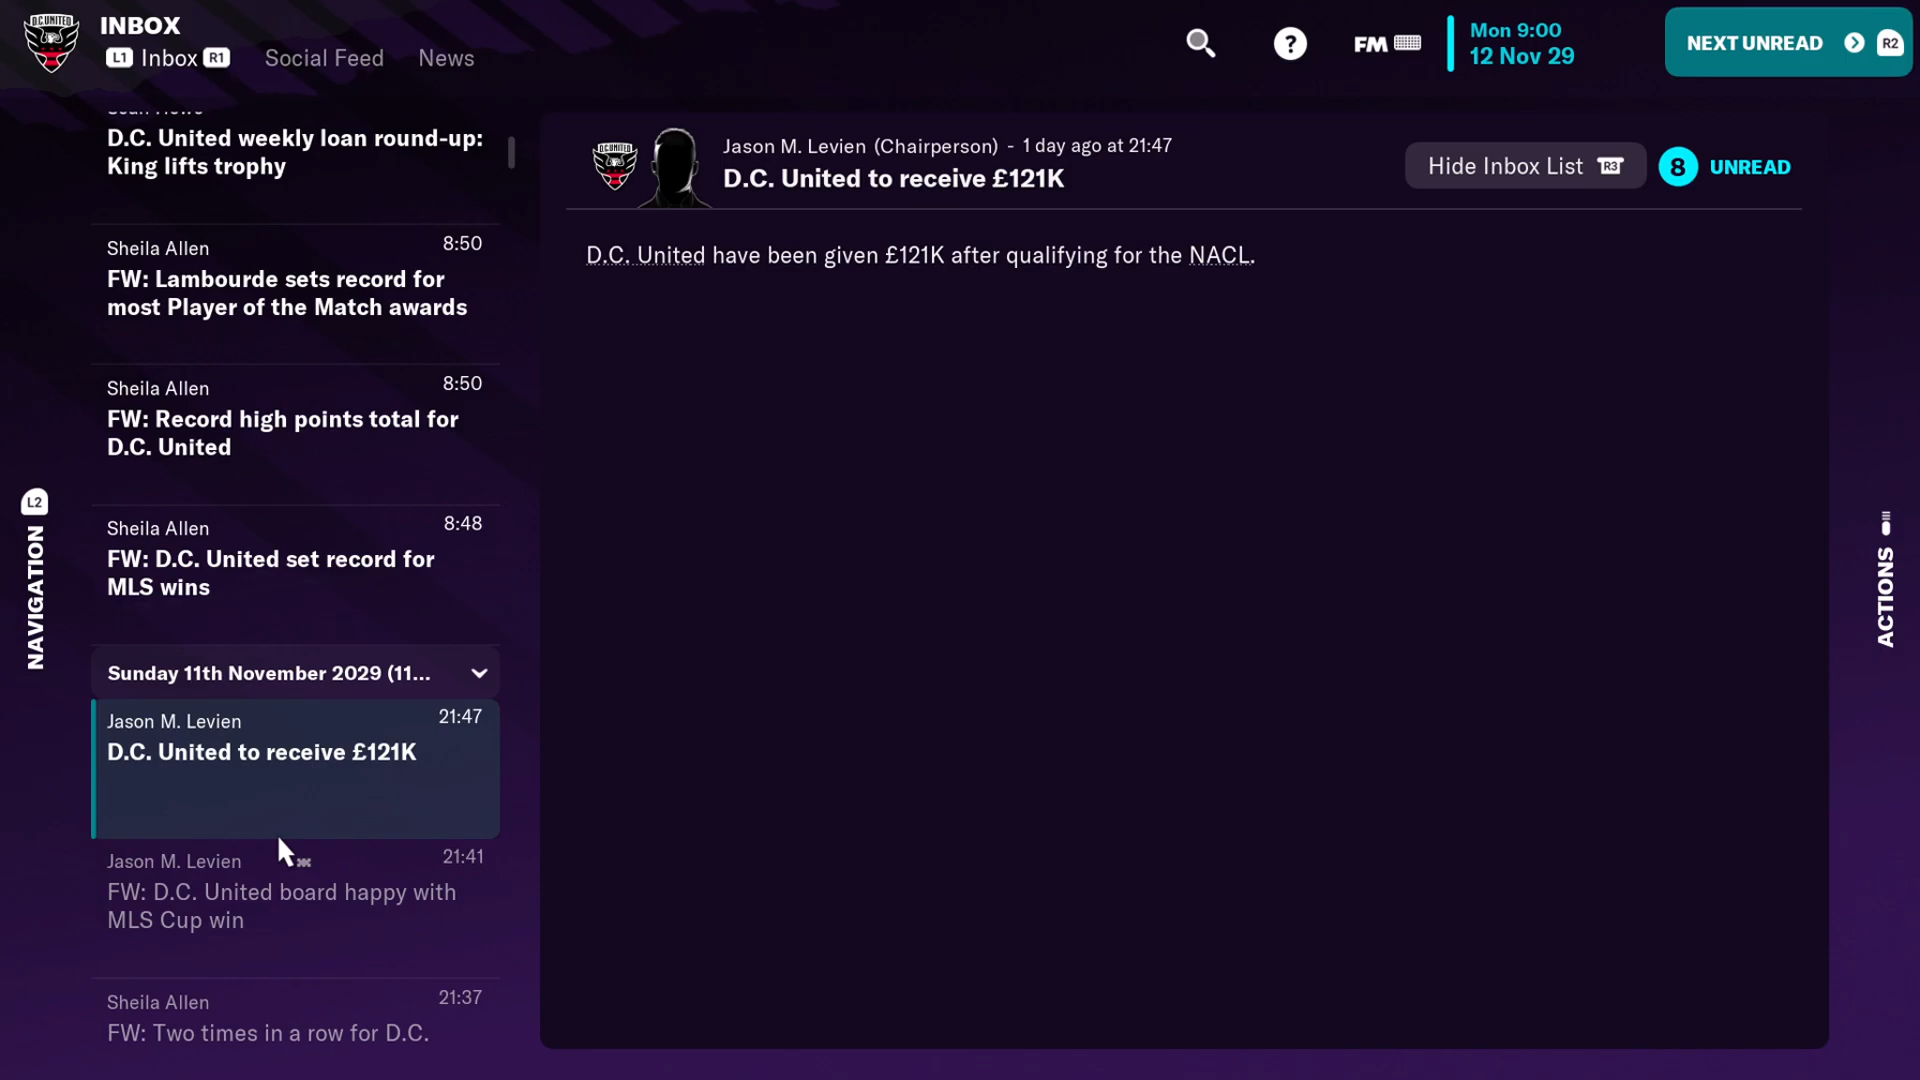 INBOX
L1 Inbox R1 Social Feed News
?
FM
Mon 9:00
12 Nov 29
NEXT UNREAD R2
D.C. United weekly loan round-up:
King lifts trophy
Sheila Allen 8:50
FW: Lambourde sets record for
most Player of the Match awards
Sheila Allen 8:50
FW: Record high points total for
D.C. United
Sheila Allen 8:48
FW: D.C. United set record for
MLS wins
Sunday 11th November 2029 (11...
Jason M. Levien 21:47
D.C. United to receive £121K
Jason M. Levien 21:41
FW: D.C. United board happy with
MLS Cup win
Sheila Allen 21:37
FW: Two times in a row for D.C.
L2
NAVIGATION
D.C. UNITED
Jason M. Levien (Chairperson) - 1 day ago at 21:47
D.C. United to receive £121K
Hide Inbox List R3
8 UNREAD
D.C. United have been given £121K after qualifying for the NACL.
ACTIONS